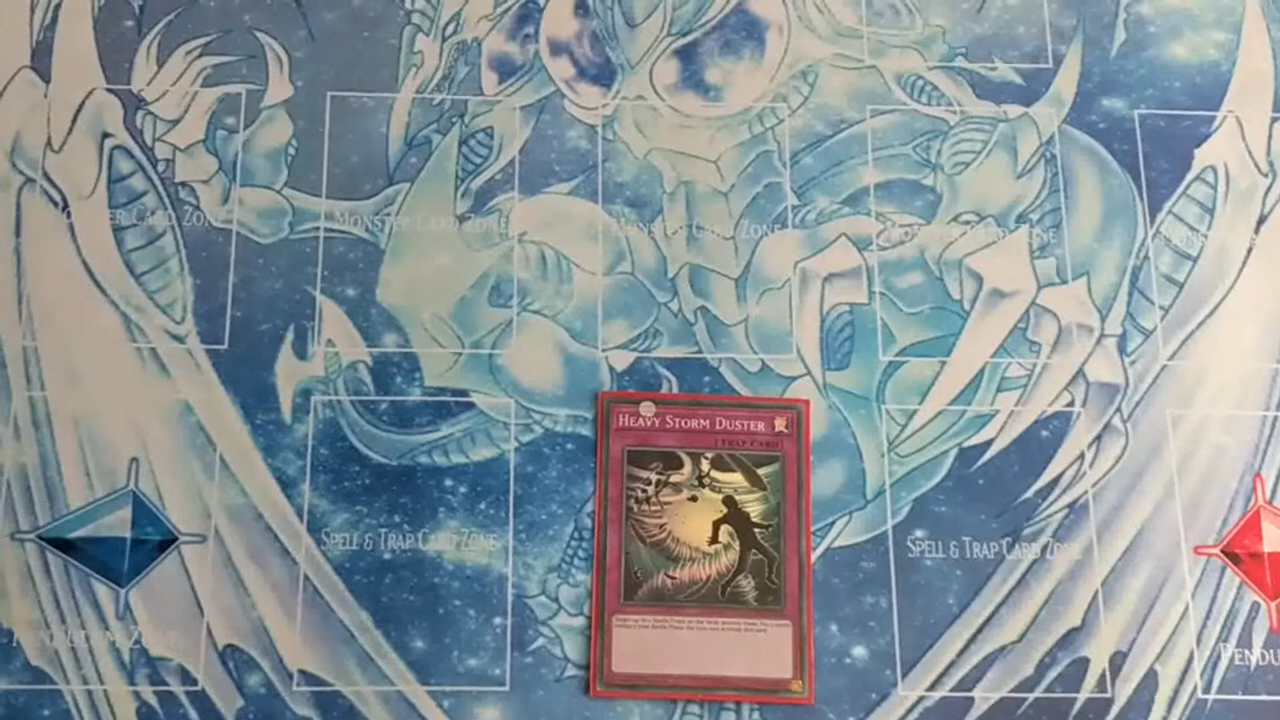 MONSTER CARD ZONE
MONSTER CARD ZONE
MONSTER CARD ZONE
MONSTER CARD ZONE
HEAVY STORM DUSTER
[TRAP CARD]
SPELL & TRAP CARD ZONE
SPELL & TRAP CARD ZONE
PENDULUM ZONE
PENDU